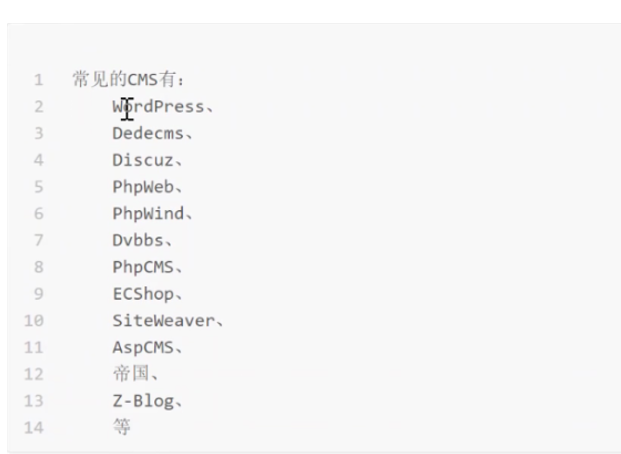 1 常见的CMS有:
2 WordPress、
3 Dedecms、
4 Discuz、
5 PhpWeb、
6 PhpWind、
7 Dvbbs、
8 PhpCMS、
9 ECShop、
10 SiteWeaver、
11 AspCMS、
12 帝国、
13 Z-Blog、
14 等